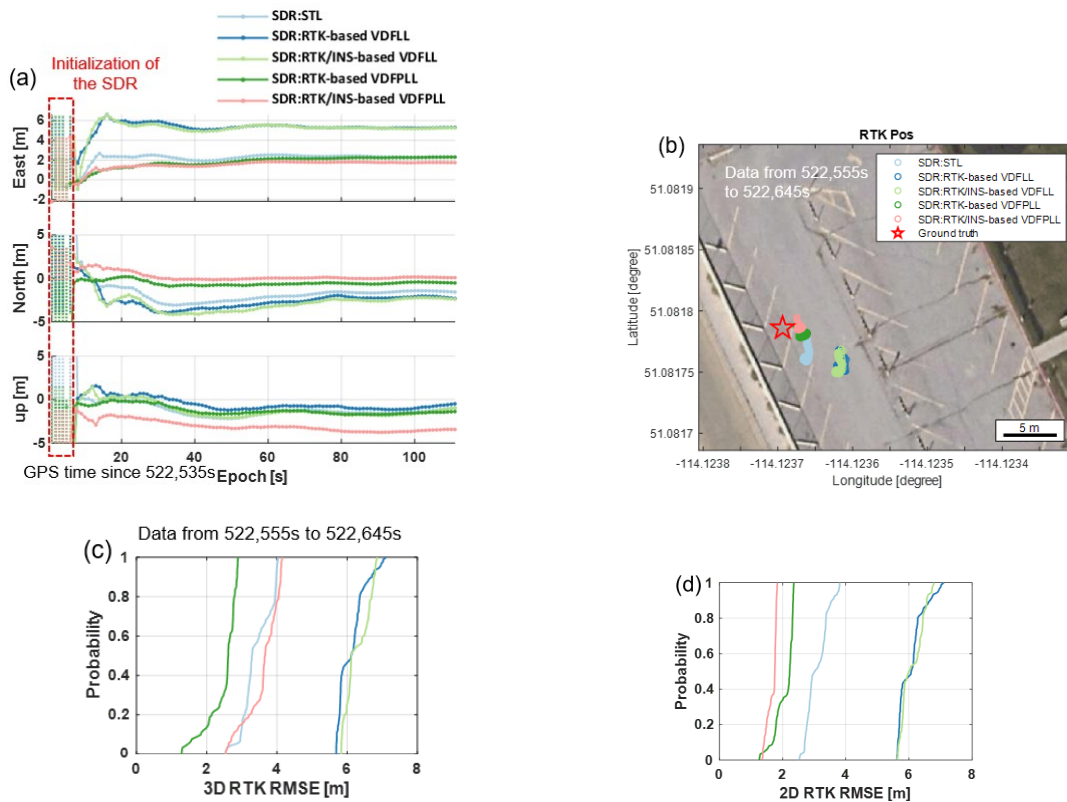 SDR:STL
SDR:RTK-based VDFLL
SDR:RTK/INS-based VDFLL
SDR:RTK-based VDFPLL
SDR:RTK/INS-based VDFPLL
Initialization of
the SDR
(a)
East [m]
6
4
2
0
-2
North [m]
5
0
-5
up [m]
5
0
-5
20
40
60
80
100
GPS time since 522,535s
Epoch [s]
(b)
RTK Pos
Data from 522,555s
to 522,645s
SDR:STL
SDR:RTK-based VDFLL
SDR:RTK/INS-based VDFLL
SDR:RTK-based VDFPLL
SDR:RTK/INS-based VDFPLL
Ground truth
Latitude [degree]
51.0819
51.08185
51.0818
51.08175
51.0817
5 m
-114.1238
-114.1237
-114.1236
-114.1235
-114.1234
Longitude [degree]
(c)
Data from 522,555s to 522,645s
Probability
1
0.8
0.6
0.4
0.2
0
0
2
4
6
8
3D RTK RMSE [m]
(d)
Probability
1
0.8
0.6
0.4
0.2
0
0
2
4
6
8
2D RTK RMSE [m]